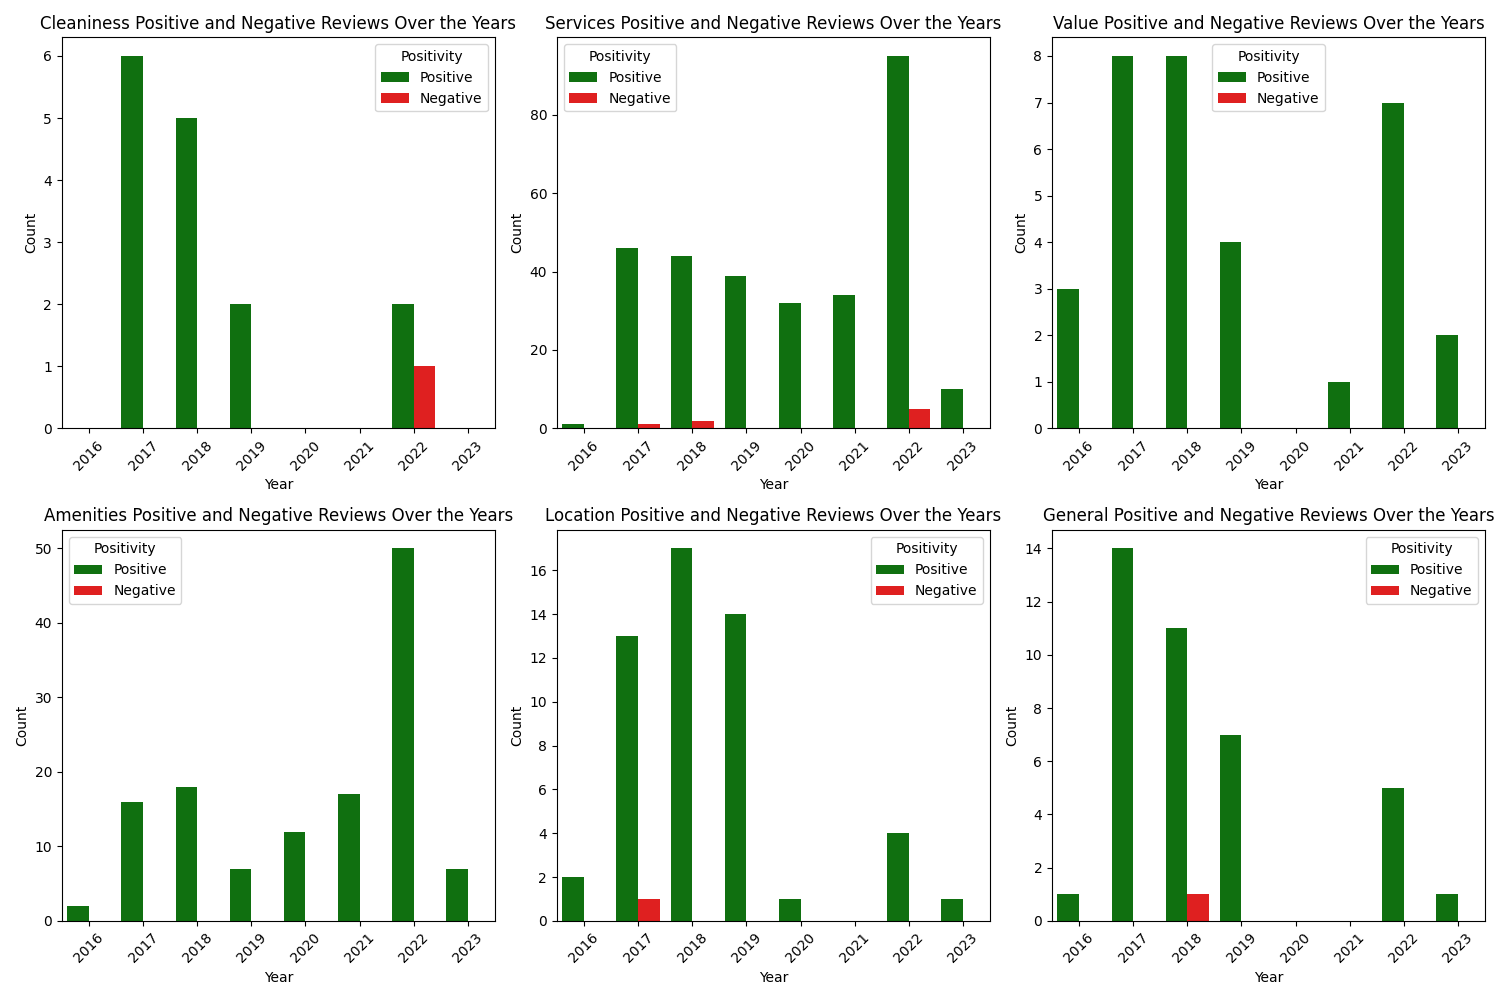 Cleaniness Positive and Negative Reviews Over the Years
Positivity
Positive
Negative
Count
6
5
4
3
2
1
0
2016 2017 2018 2019 2020 2021 2022 2023
Year
Services Positive and Negative Reviews Over the Years
Positivity
Positive
Negative
Count
80
60
40
20
0
2016 2017 2018 2019 2020 2021 2022 2023
Year
Value Positive and Negative Reviews Over the Years
Positivity
Positive
Negative
Count
8
7
6
5
4
3
2
1
0
2016 2017 2018 2019 2020 2021 2022 2023
Year
Amenities Positive and Negative Reviews Over the Years
Positivity
Positive
Negative
Count
50
40
30
20
10
0
2016 2017 2018 2019 2020 2021 2022 2023
Year
Location Positive and Negative Reviews Over the Years
Positivity
Positive
Negative
Count
16
14
12
10
8
6
4
2
0
2016 2017 2018 2019 2020 2021 2022 2023
Year
General Positive and Negative Reviews Over the Years
Positivity
Positive
Negative
Count
14
12
10
8
6
4
2
0
2016 2017 2018 2019 2020 2021 2022 2023
Year